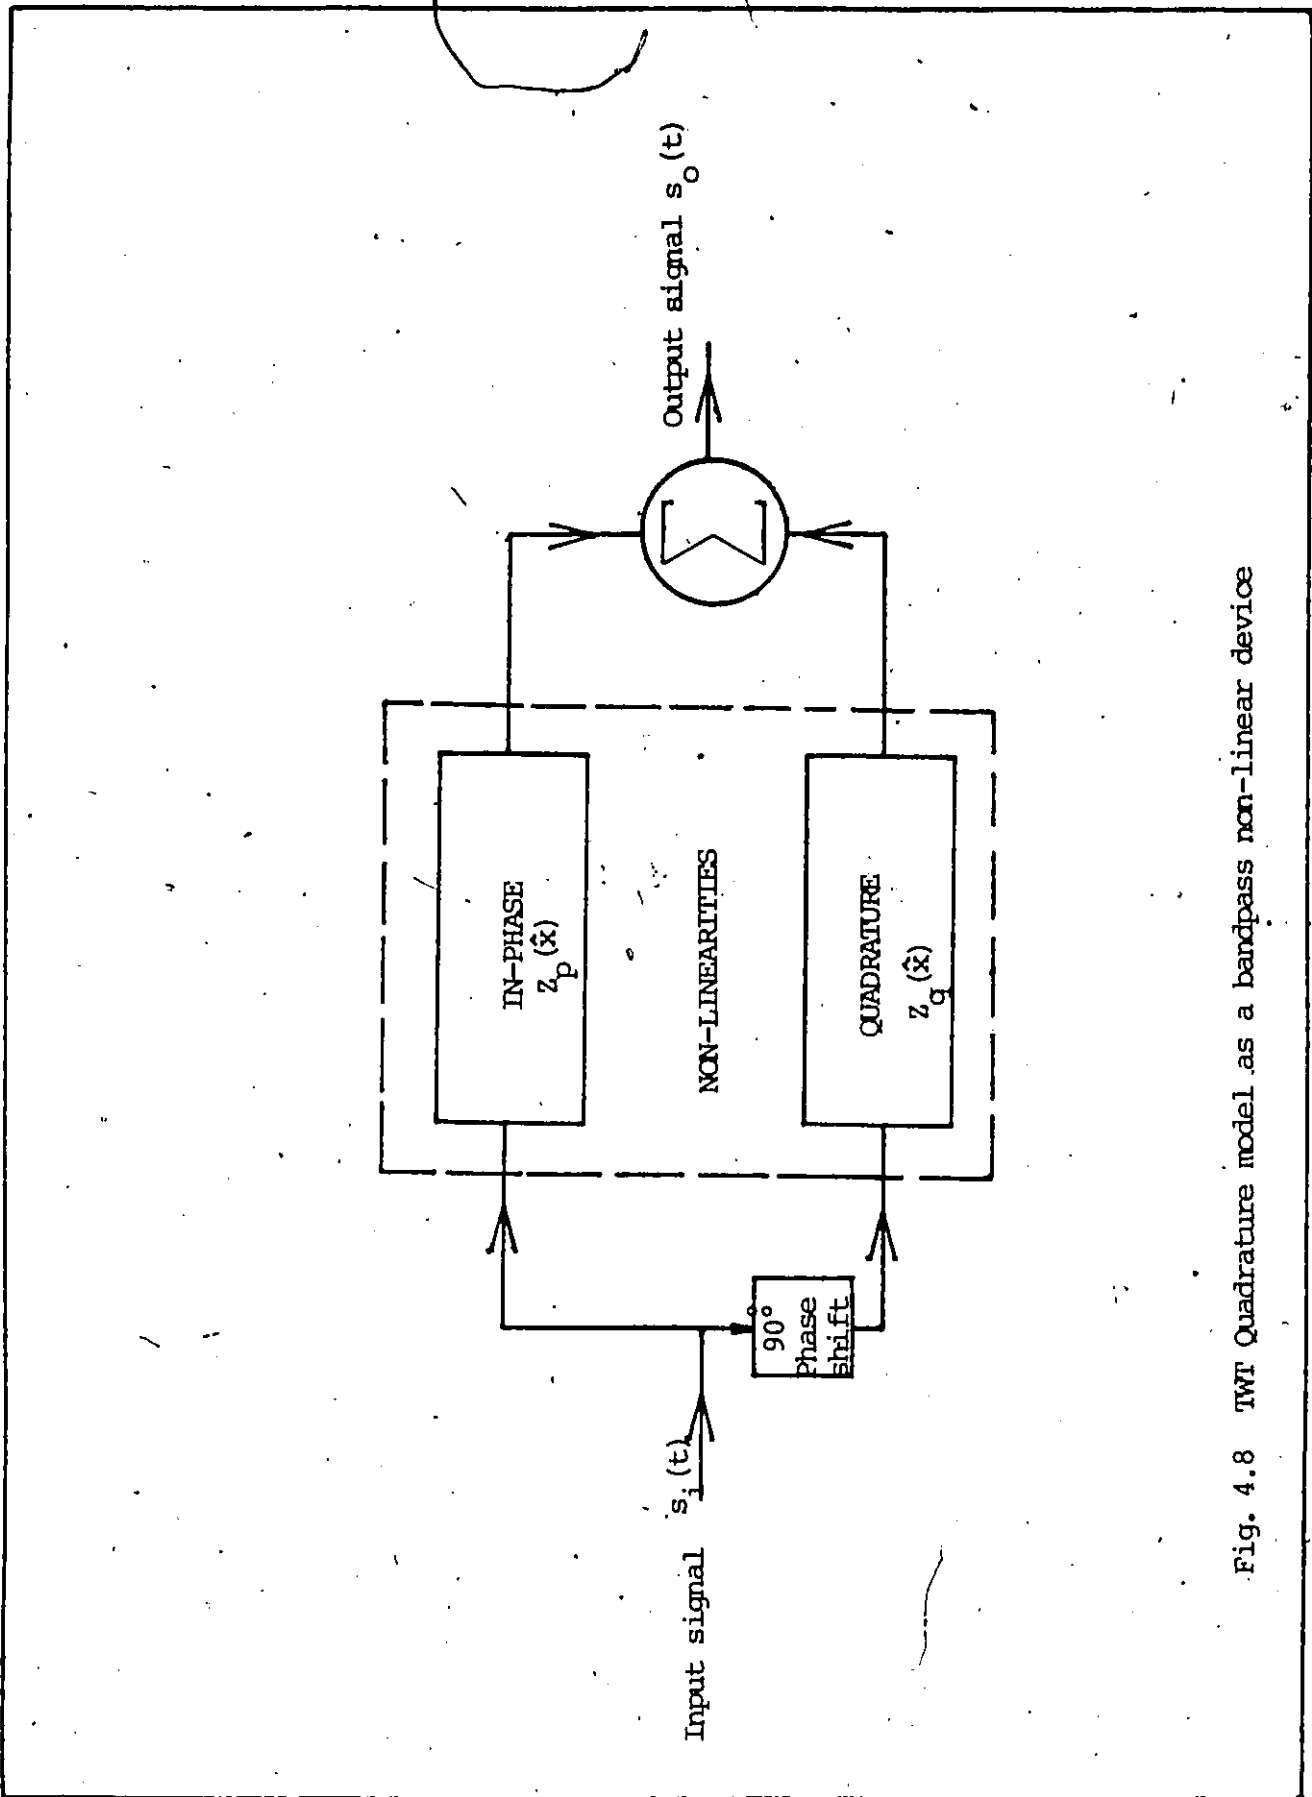 Input signal s_i(t)
90°
Phase
shift
IN-PHASE
Z_p(x̂)
NON-LINEARITIES
QUADRATURE
Z_q(x̂)
Σ
Output signal s_o(t)
Fig. 4.8 TWT Quadrature model as a bandpass non-linear device